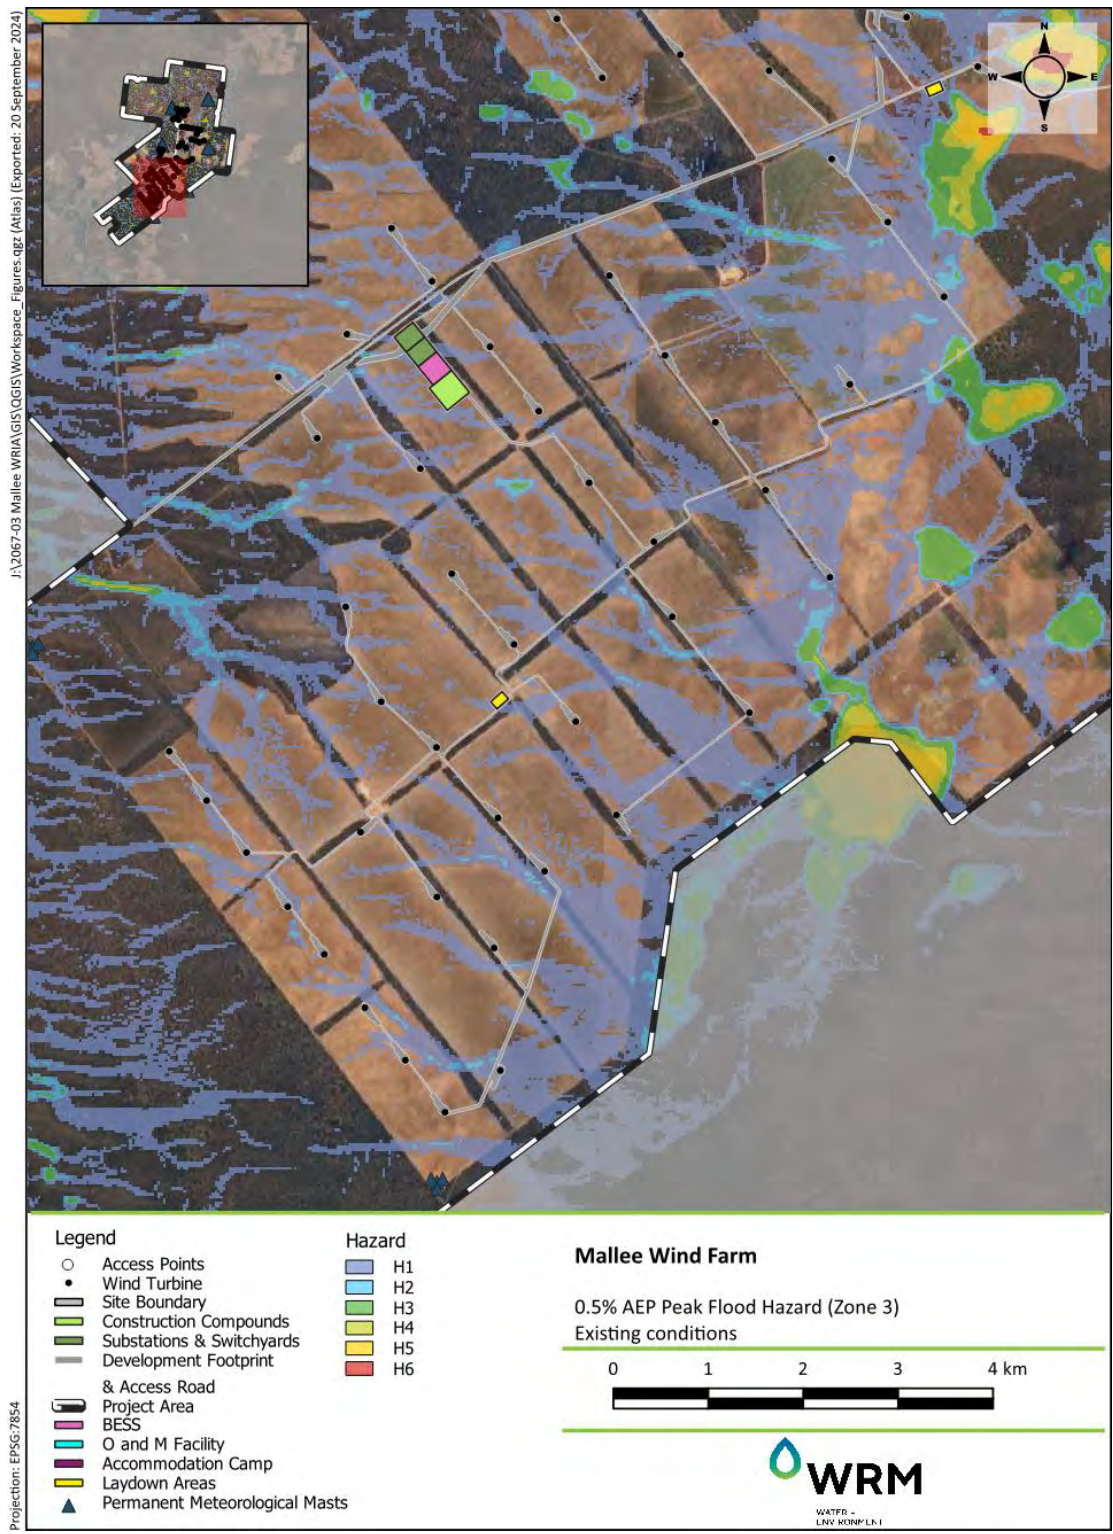 J:\2067-03 Mallee WRIA\GIS\QGIS\Workspace_Figures.qgz (Atlas) (Exported: 20 September 2024)
N
W
E
S
Legend
Access Points
Wind Turbine
Site Boundary
Construction Compounds
Substations & Switchyards
Development Footprint
& Access Road
Project Area
BESS
O and M Facility
Accommodation Camp
Laydown Areas
Permanent Meteorological Masts
Hazard
H1
H2
H3
H4
H5
H6
Mallee Wind Farm
0.5% AEP Peak Flood Hazard (Zone 3)
Existing conditions
0 1 2 3 4 km
WRM
WATER +
ENVIRONMENT
Projection: EPSG:7854